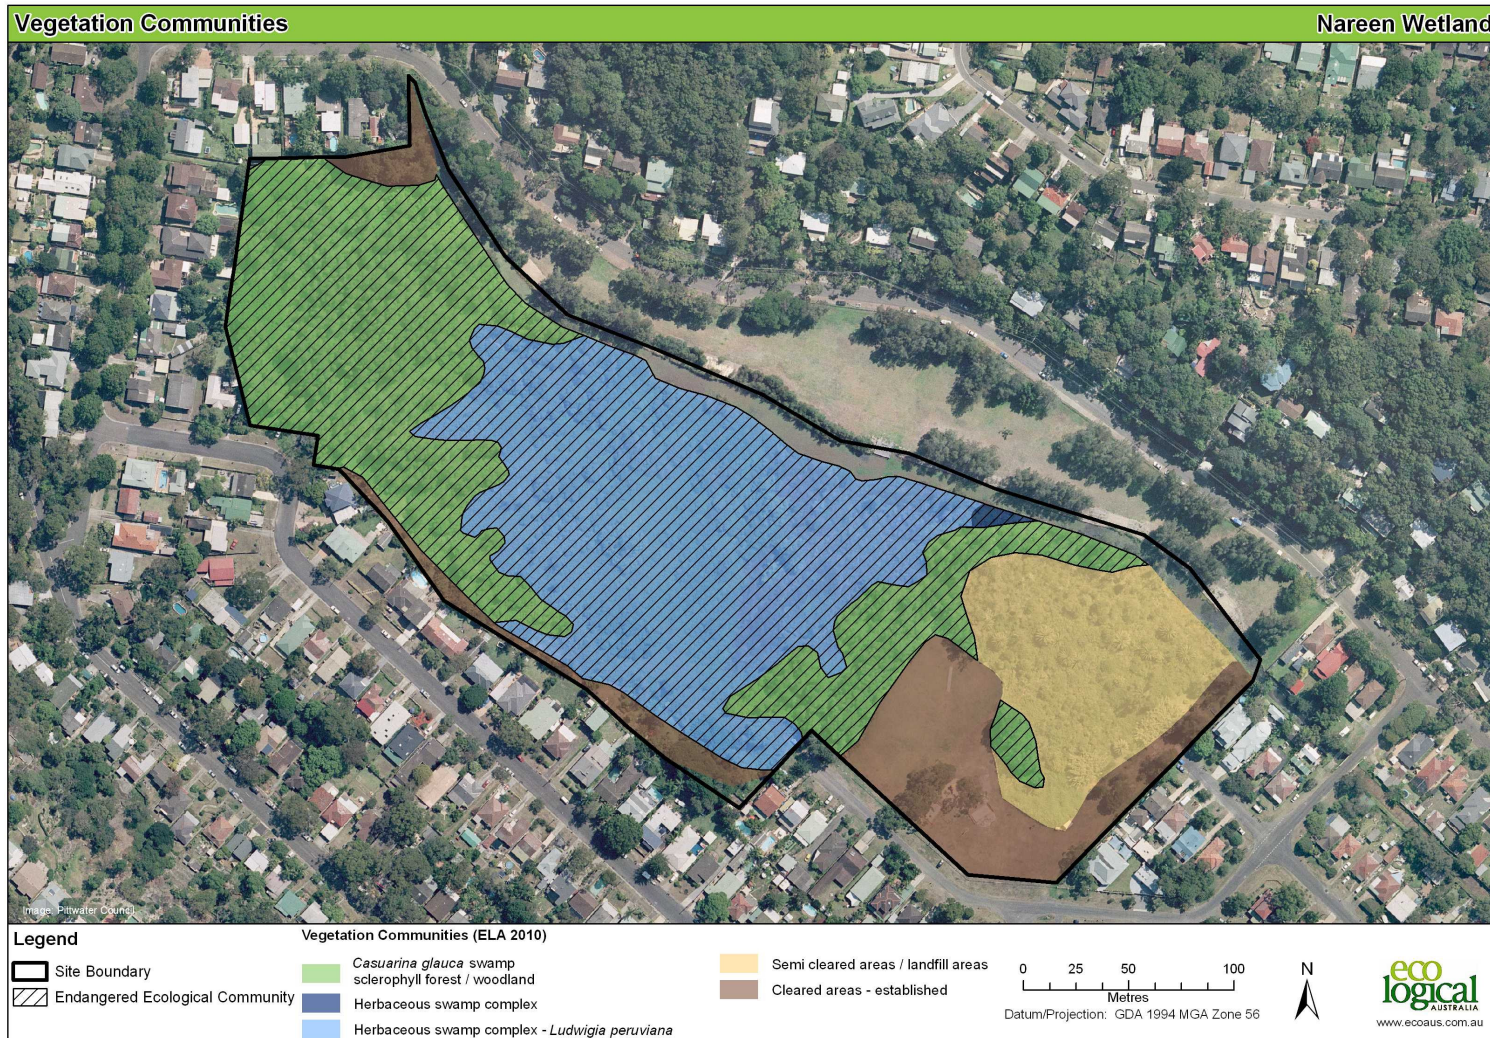 Vegetation Communities
Nareen Wetland
Image: Pittwater Council
Legend
Site Boundary
Endangered Ecological Community
Vegetation Communities (ELA 2010)
Casuarina glauca swamp
sclerophyll forest / woodland
Herbaceous swamp complex
Herbaceous swamp complex - Ludwigia peruviana
Semi cleared areas / landfill areas
Cleared areas - established
0 25 50 100
Metres
Datum/Projection: GDA 1994 MGA Zone 56
N
eco
logical
AUSTRALIA
www.ecoaus.com.au